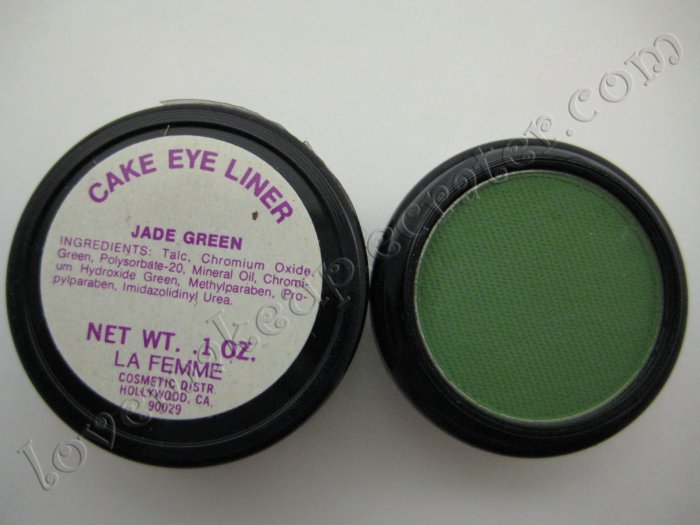 CAKE EYE LINER
JADE GREEN
INGREDIENTS: Talc, Chromium Oxide
Green, Polysorbate-20, Mineral Oil, Chromi-
um Hydroxide Green, Methylparaben, Pro-
pylparaben, Imidazolidinyl Urea.
NET WT. .1 OZ.
LA FEMME
COSMETIC DISTR.
HOLLYWOOD, CA.
90029